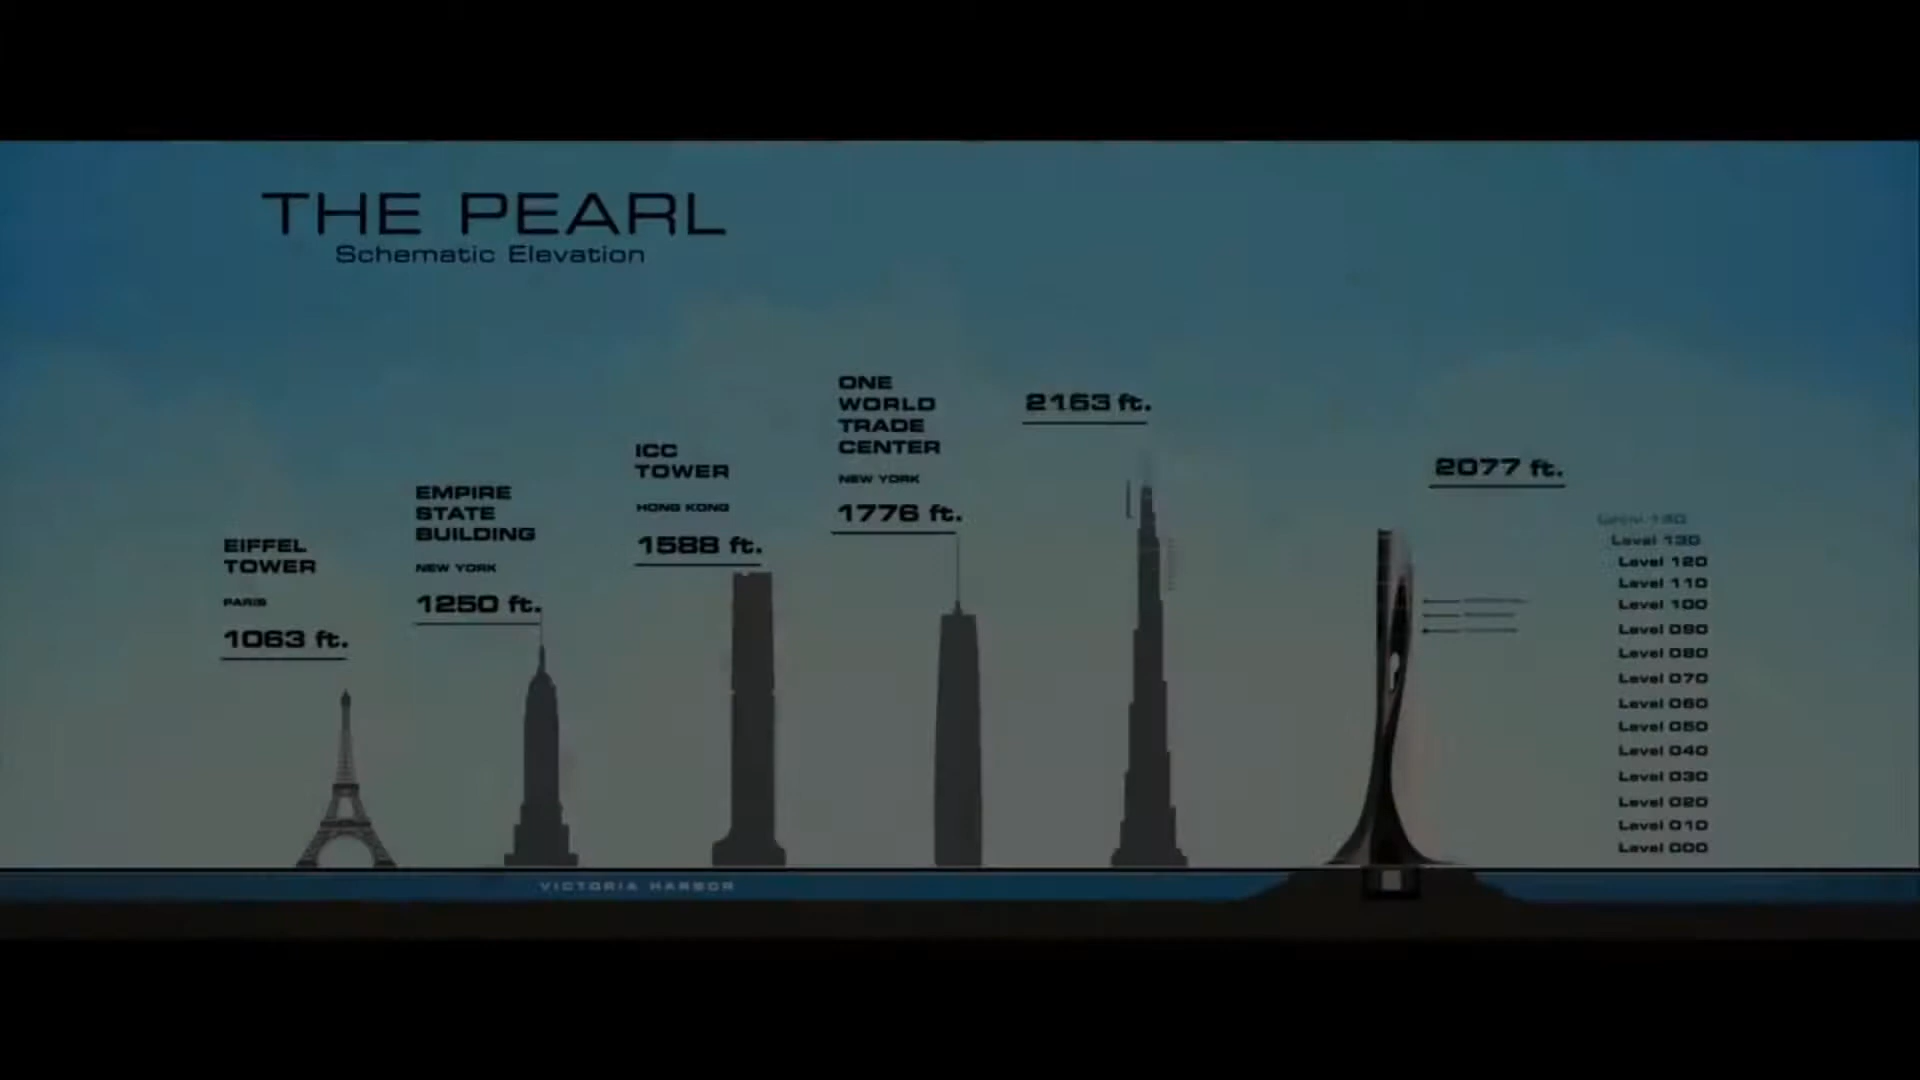 THE PEARL
Schematic Elevation
EIFFEL
TOWER
PARIS
1063 ft.
EMPIRE
STATE
BUILDING
NEW YORK
1250 ft.
ICC
TOWER
HONG KONG
1588 ft.
ONE
WORLD
TRADE
CENTER
NEW YORK
1776 ft.
2163 ft.
2077 ft.
Level 130
Level 120
Level 110
Level 100
Level 090
Level 080
Level 070
Level 060
Level 050
Level 040
Level 030
Level 020
Level 010
Level 000
VICTORIA HARBOR